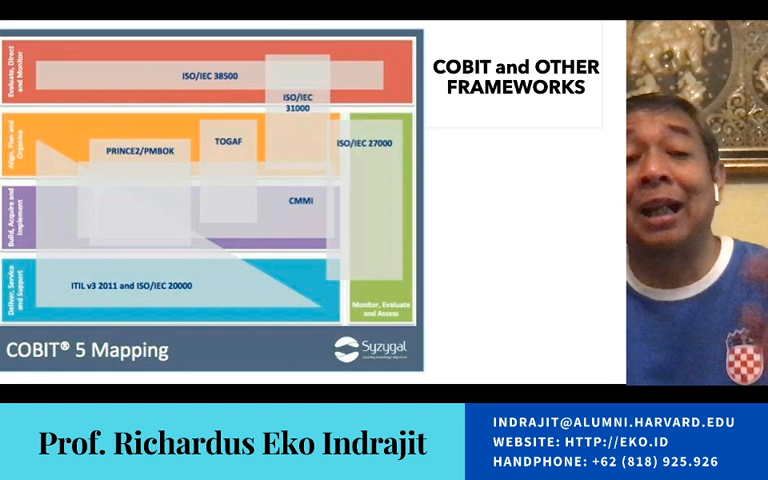 Evaluate, Direct
and Monitor
ISO/IEC 38500
ISO/IEC
31000
Align, Plan and
Organise
PRINCE2/PMBOK
TOGAF
ISO/IEC 27000
Build, Acquire and
Implement
CMMI
Deliver, Service
and Support
ITIL v3 2011 and ISO/IEC 20000
Monitor, Evaluate
and Assess
COBIT® 5 Mapping
Syzygal
COBIT and OTHER
FRAMEWORKS
Prof. Richardus Eko Indrajit
INDRAJIT@ALUMNI.HARVARD.EDU
WEBSITE: HTTP://EKO.ID
HANDPHONE: +62 (818) 925.926